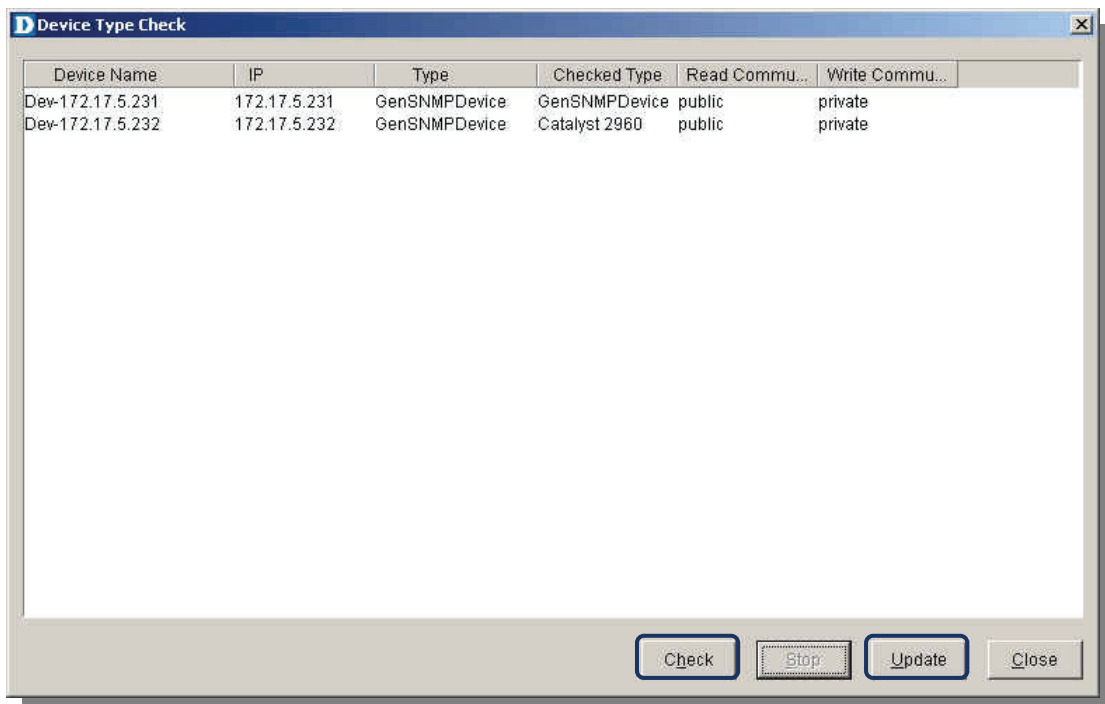 D Device Type Check
Device Name IP Type Checked Type Read Commu... Write Commu...
Dev-172.17.5.231 172.17.5.231 GenSNMPDevice GenSNMPDevice public private
Dev-172.17.5.232 172.17.5.232 GenSNMPDevice Catalyst 2960 public private
Check Stop Update Close